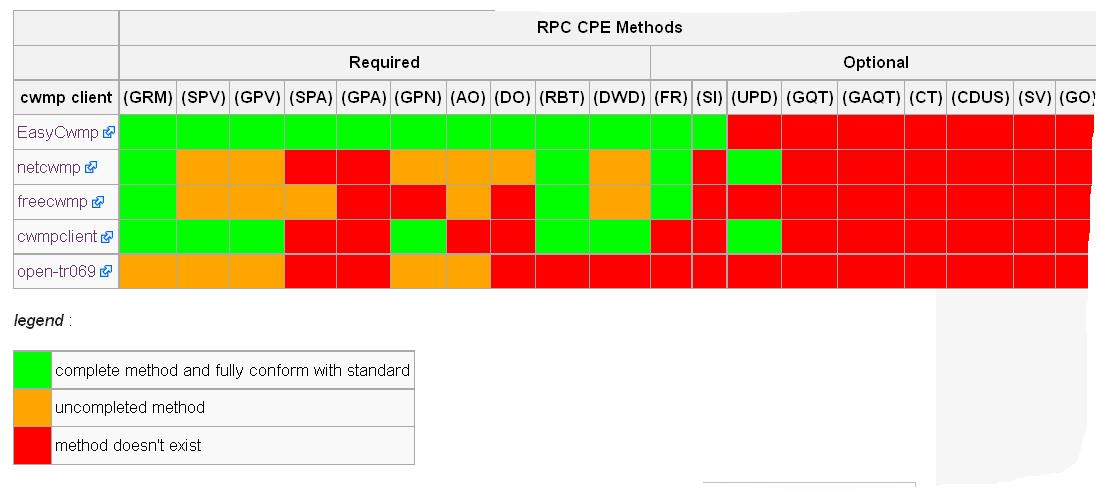 RPC CPE Methods
Required Optional
cwmp client (GRM) (SPV) (GPV) (SPA) (GPA) (GPN) (AO) (DO) (RBT) (DWD) (FR) (SI) (UPD) (GQT) (GAQT) (CT) (CDUS) (SV) (GO)
EasyCwmp
netcwmp
freecwmp
cwmpclient
open-tr069
legend :
complete method and fully conform with standard
uncompleted method
method doesn't exist